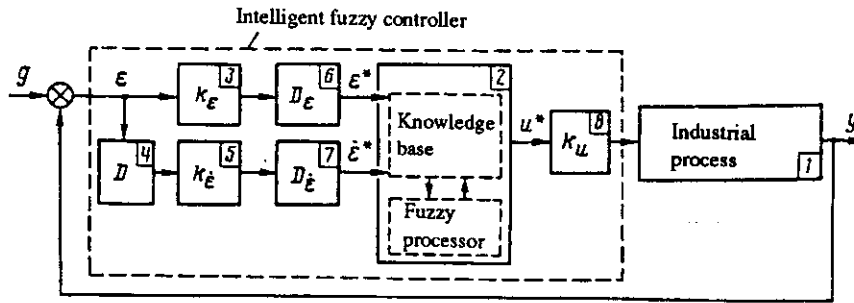 Intelligent fuzzy controller
g
ε
k_ε 3
D_ε 6
ε*
2
Knowledge
base
u*
k_u 8
Industrial
process
1
y
D 4
k_ε̇ 5
D_ε̇ 7
ε̇*
Fuzzy
processor